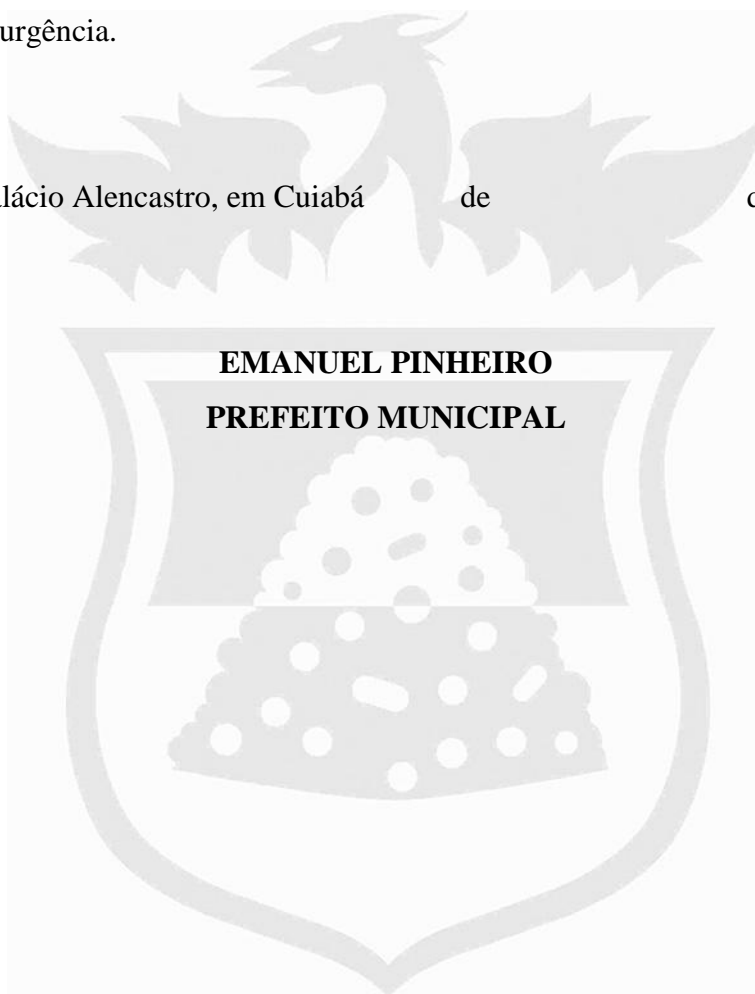 urgência.
lácio Alencastro, em Cuiabá de
EMANUEL PINHEIRO
PREFEITO MUNICIPAL